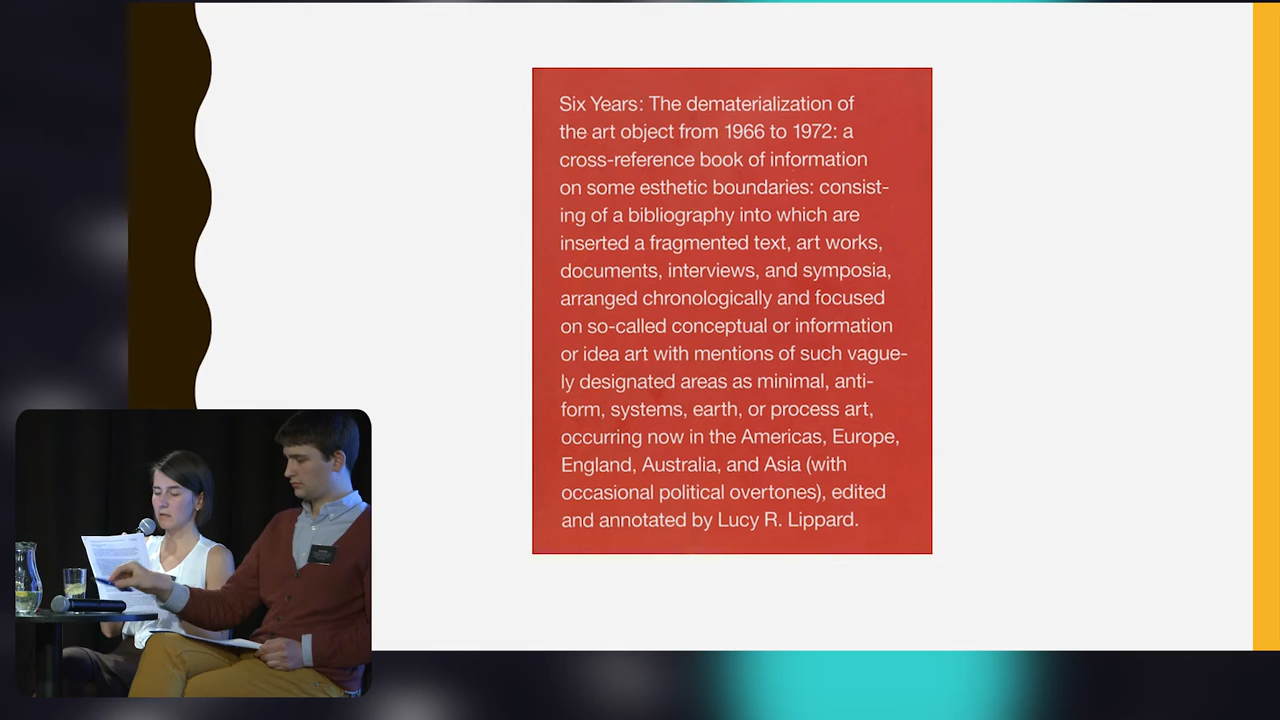 Six Years: The dematerialization of
the art object from 1966 to 1972: a
cross-reference book of information
on some esthetic boundaries: consist-
ing of a bibliography into which are
inserted a fragmented text, art works,
documents, interviews, and symposia,
arranged chronologically and focused
on so-called conceptual or information
or idea art with mentions of such vague-
ly designated areas as minimal, anti-
form, systems, earth, or process art,
occurring now in the Americas, Europe,
England, Australia, and Asia (with
occasional political overtones), edited
and annotated by Lucy R. Lippard.